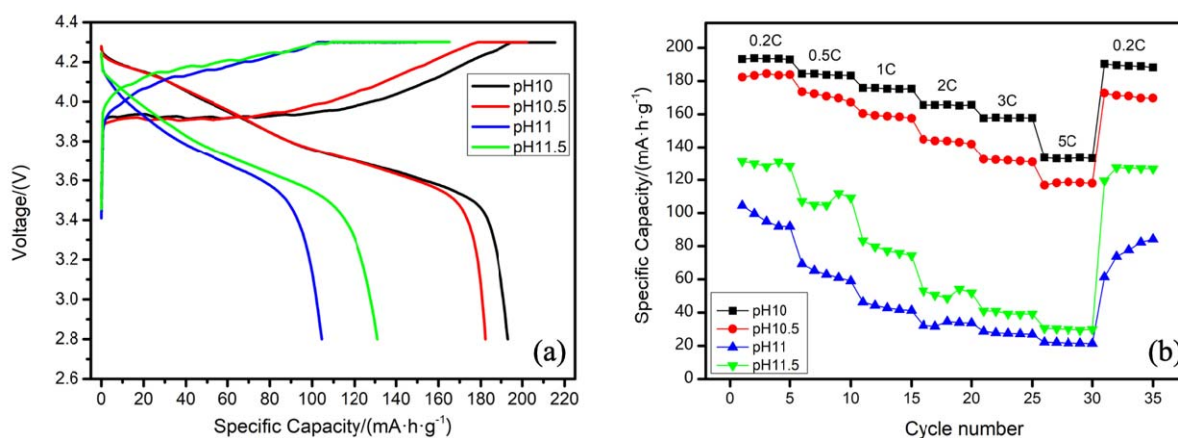 4.4
4.2
4.0
3.8
3.6
3.4
3.2
3.0
2.8
2.6
Voltage/(V)
pH10
pH10.5
pH11
pH11.5
(a)
0 20 40 60 80 100 120 140 160 180 200 220
Specific Capacity/(mA·h·g⁻¹)
200
180
160
140
120
100
80
60
40
20
0
Specific Capacity/(mA·h·g⁻¹)
0.2C
0.5C
1C
2C
3C
5C
0.2C
pH10
pH10.5
pH11
pH11.5
(b)
0 5 10 15 20 25 30 35
Cycle number